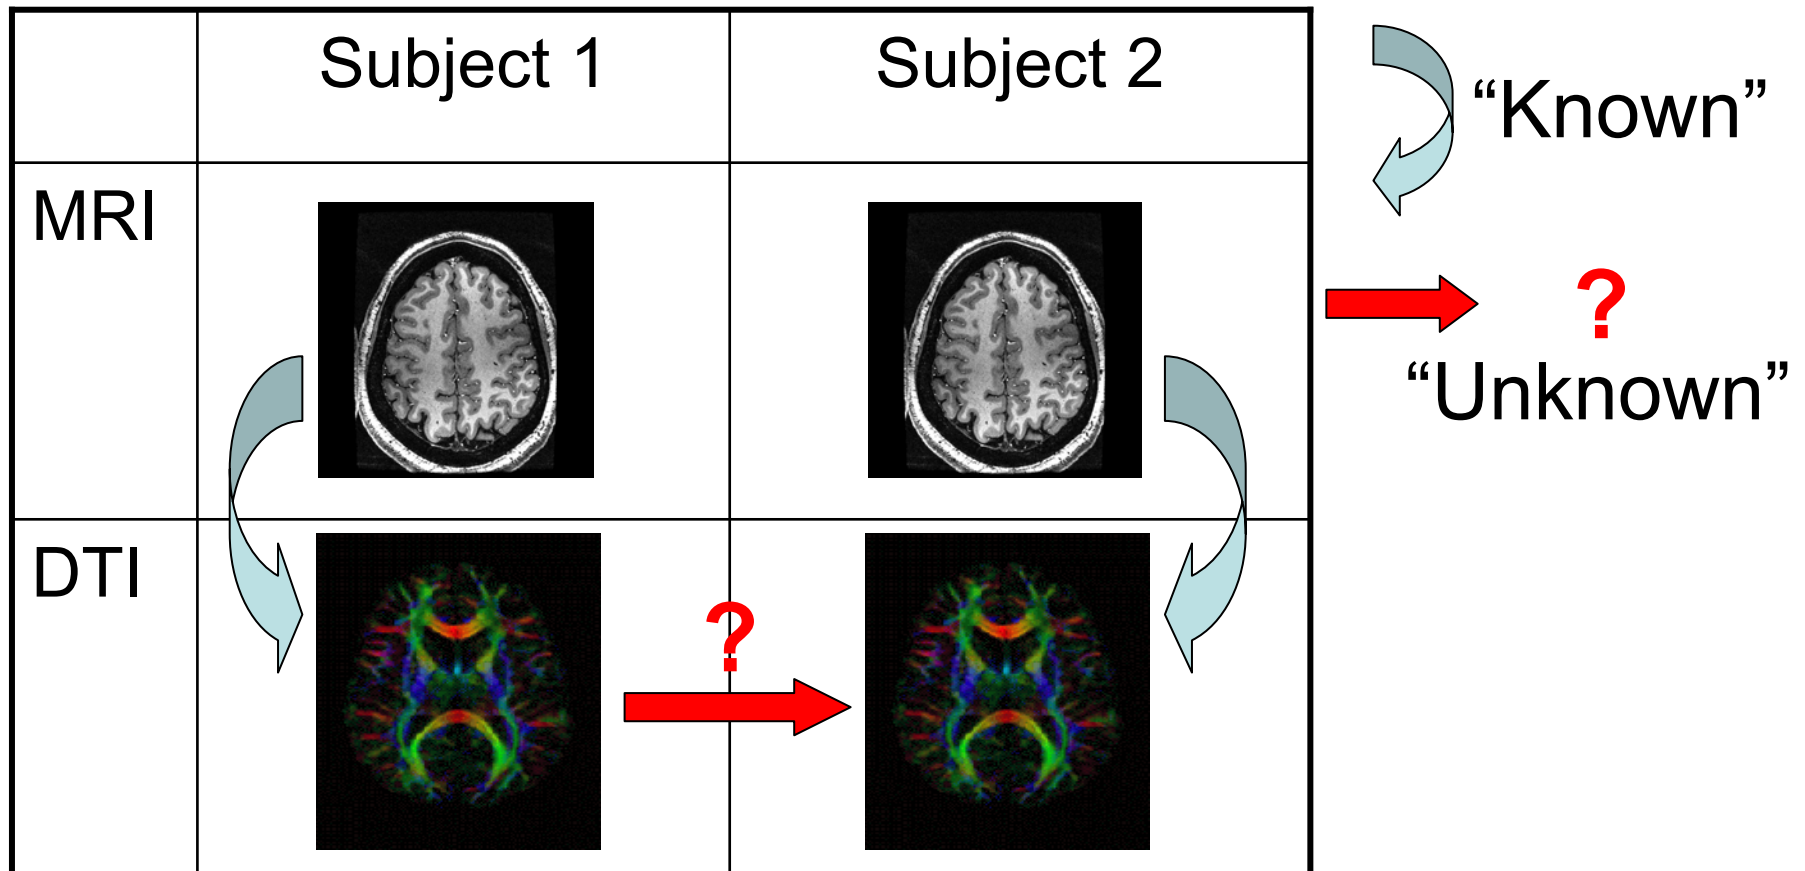 Subject 1
Subject 2
“Known”
MRI
?
“Unknown”
DTI
?